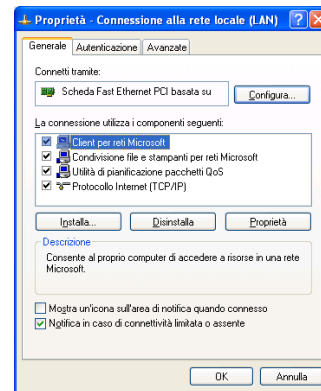 Proprietà - Connessione alla rete locale (LAN)
Generale Autenticazione Avanzate
Connetti tramite:
Scheda Fast Ethernet PCI basata su
Configura...
La connessione utilizza i componenti seguenti:
Client per reti Microsoft
Condivisione file e stampanti per reti Microsoft
Utilità di pianificazione pacchetti QoS
Protocollo Internet (TCP/IP)
Installa... Disinstalla Proprietà
Descrizione
Consente al proprio computer di accedere a risorse in una rete
Microsoft.
Mostra un'icona sull'area di notifica quando connesso
Notifica in caso di connettività limitata o assente
OK Annulla